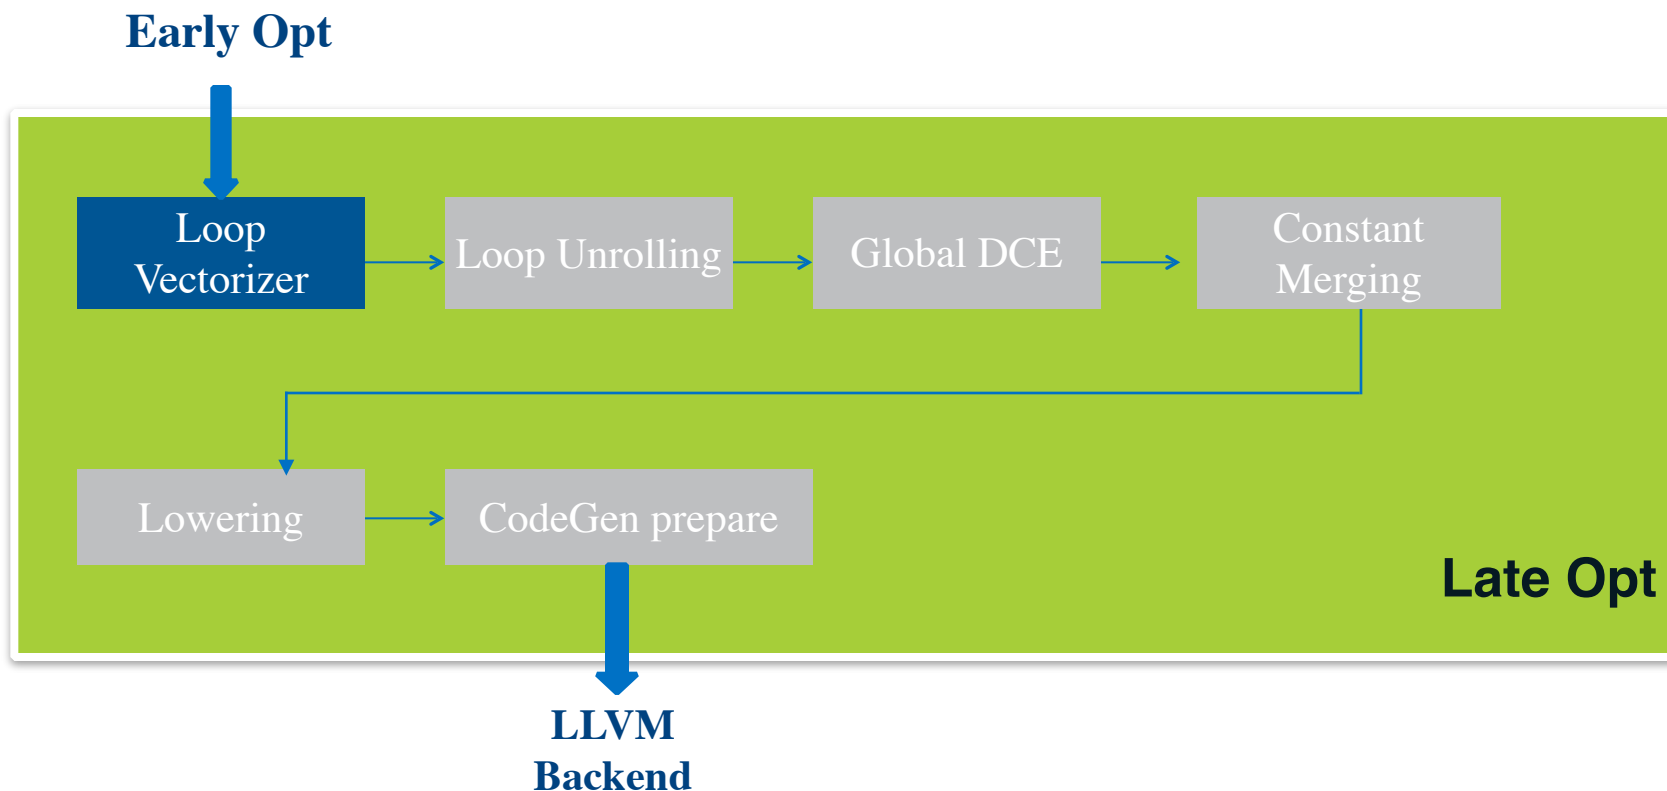 Early Opt
Loop
Vectorizer
Loop Unrolling
Global DCE
Constant
Merging
Lowering
CodeGen prepare
Late Opt
LLVM
Backend